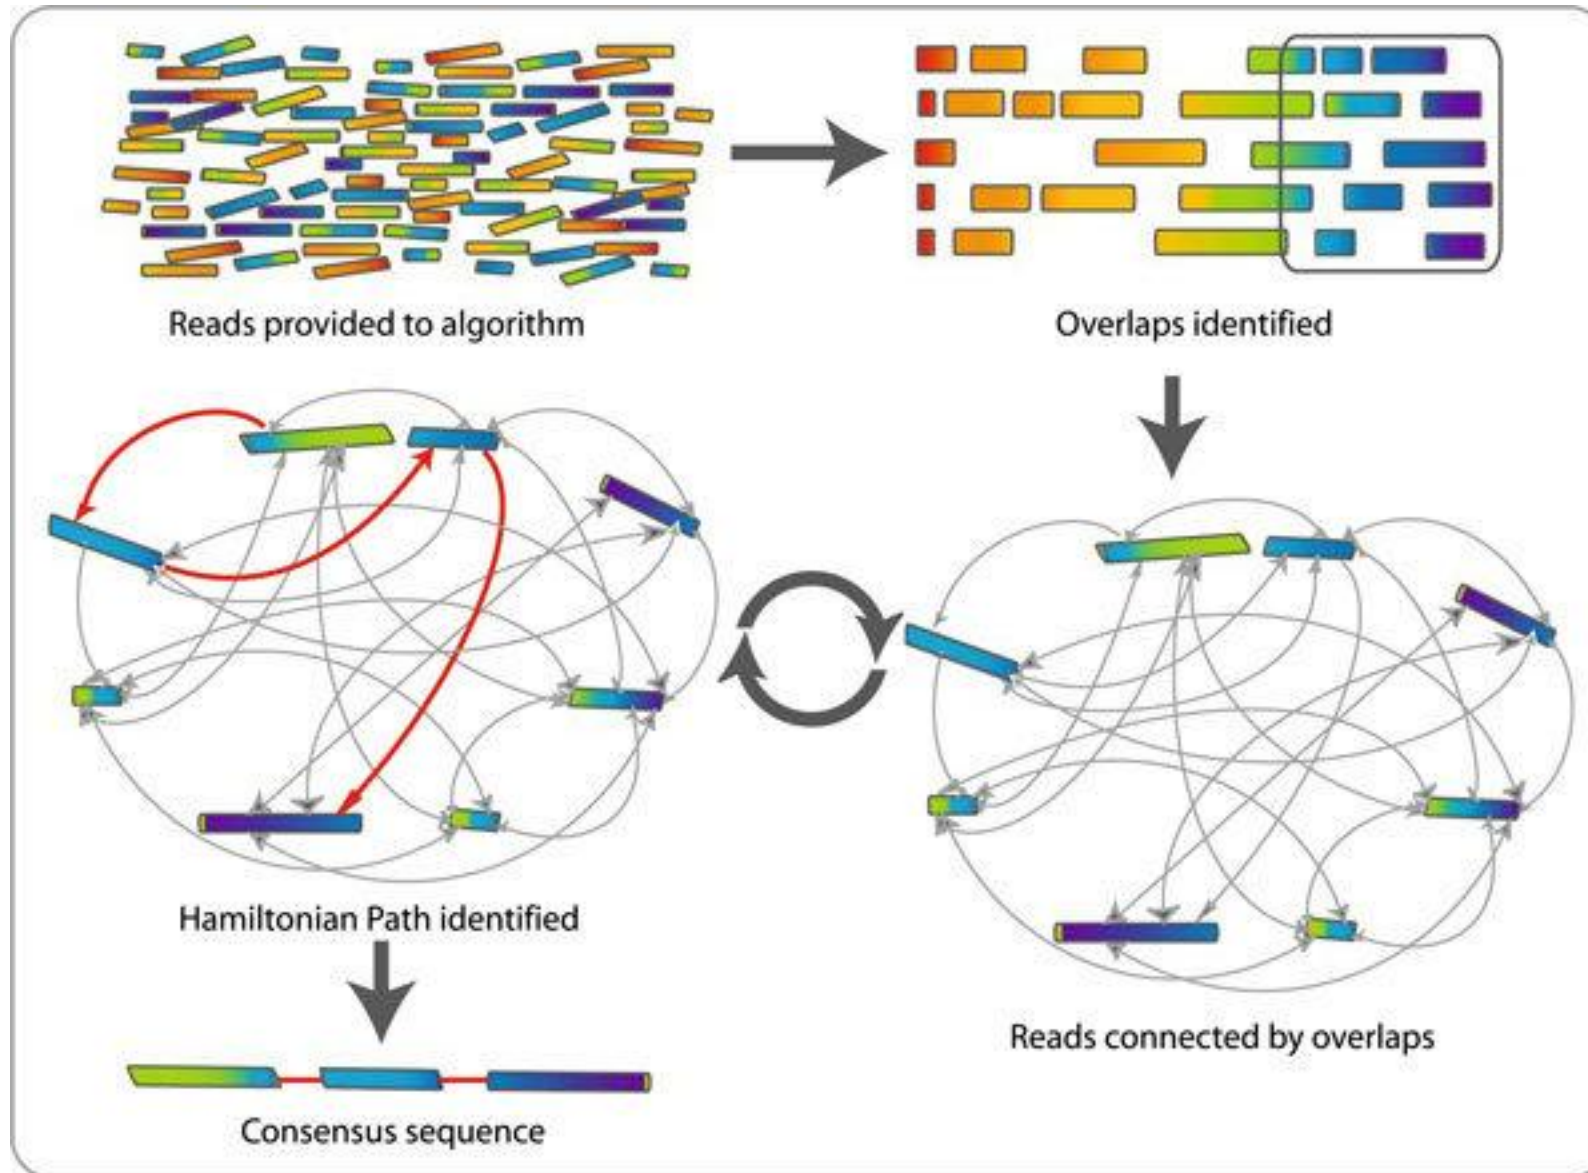 Reads provided to algorithm
Overlaps identified
Hamiltonian Path identified
Reads connected by overlaps
Consensus sequence